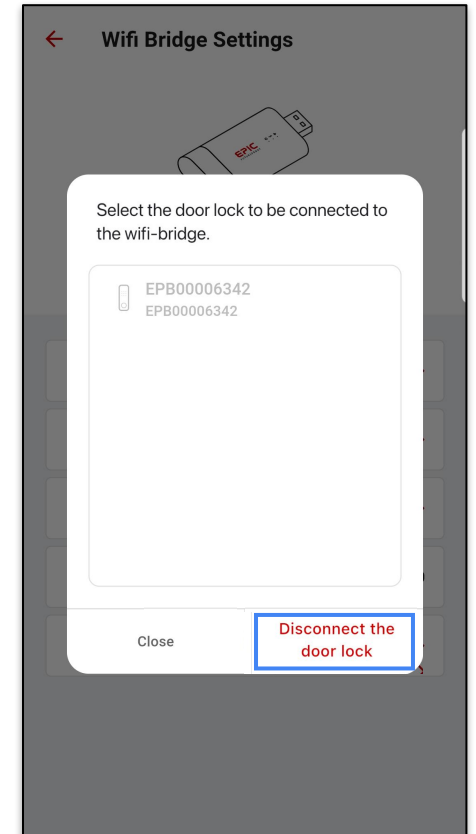 Wifi Bridge Settings
EPIC
Select the door lock to be connected to
the wifi-bridge.
EPB00006342
EPB00006342
Close
Disconnect the
door lock